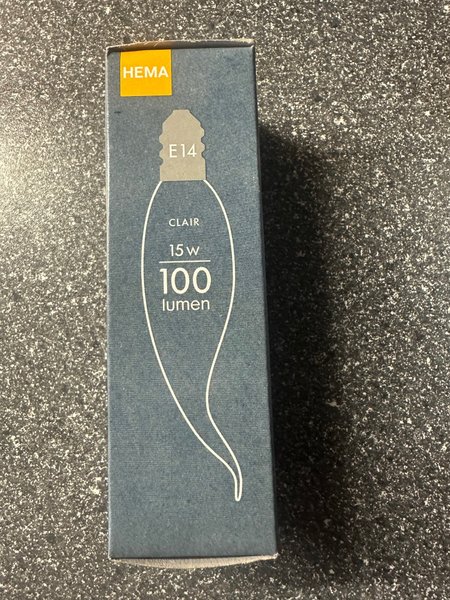 HEMA
E14
CLAIR
15 W
100
lumen